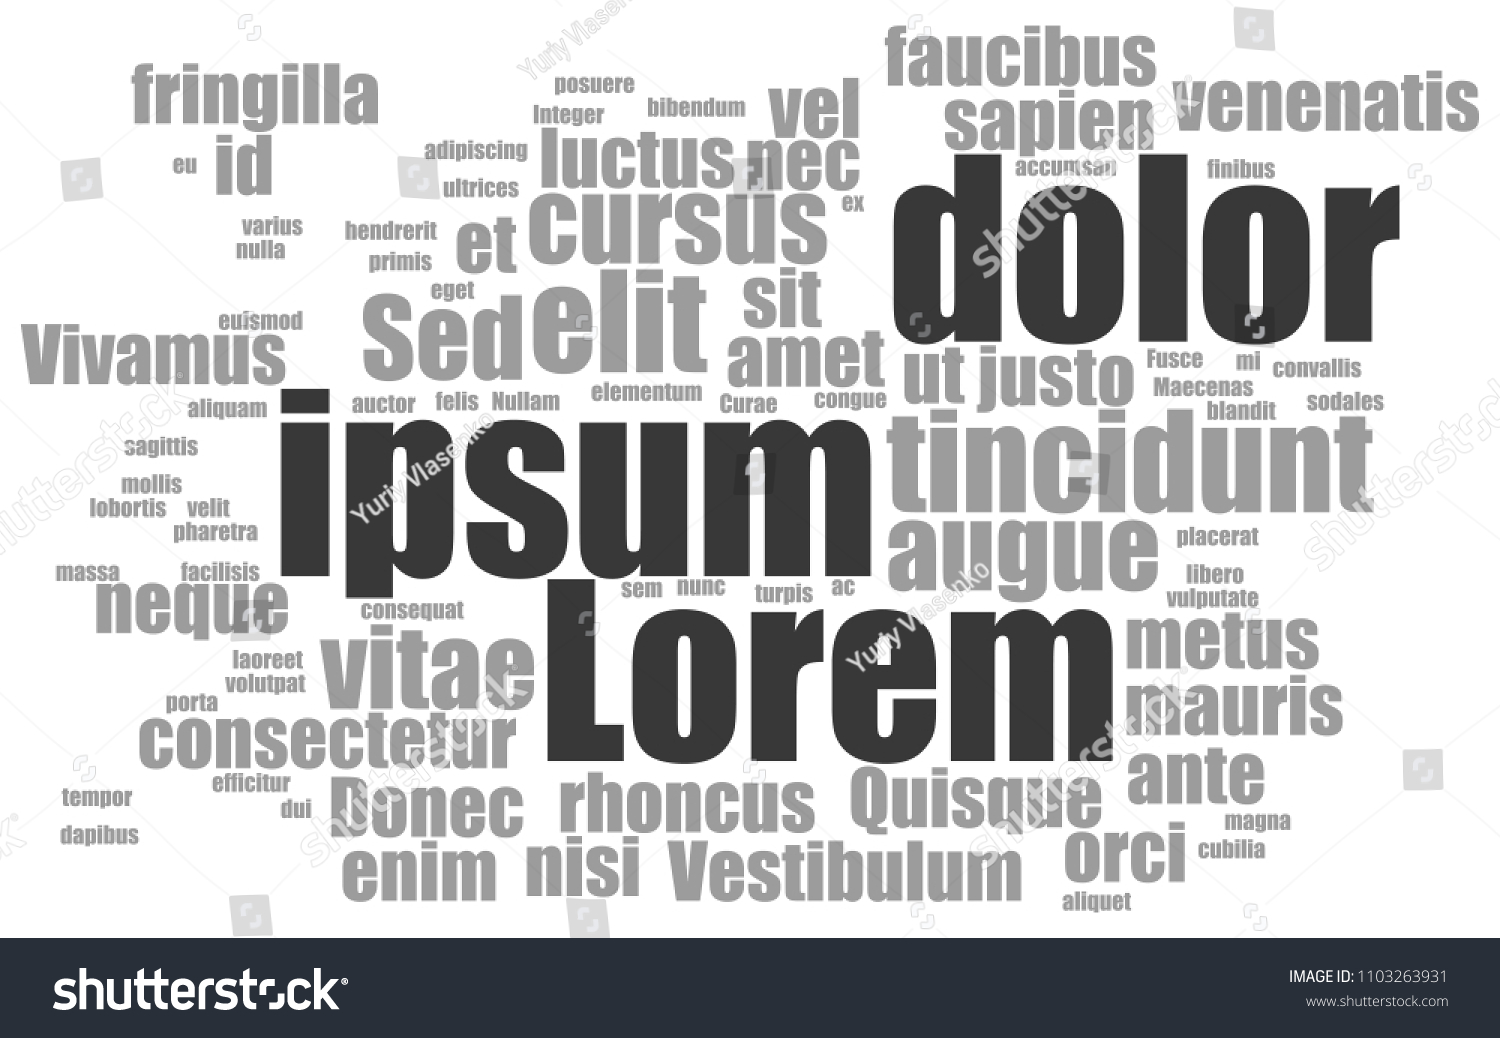 faucibus
fringilla
posuere
vel
sapien
venenatis
Integer
bibendum
id
eu
adipiscing
luctus
nec
accumsan
finibus
ultrices
cursus
ex
dolor
varius
nulla
hendrerit
et
primis
eget
Sed
elit
sit
euismod
Vivamus
amet
ut
justo
Fusce
mi
convallis
Maecenas
elementum
aliquam
auctor
felis
Nullam
Curae
congue
blandit
sodales
ipsum
tincidunt
sagittis
mollis
lobortis
velit
pharetra
augue
placerat
massa
facilisis
neque
consequat
sem
nunc
turpis
ac
libero
vulputate
Lorem
vitae
metus
laoreet
volutpat
porta
mauris
consectetur
efficitur
ante
tempor
dui
Donec
rhoncus
Quisque
magna
dapibus
enim
nisi
Vestibulum
orci
cubilia
aliquet
Yuriy Vlasenko
Yuriy Vlasenko
Yuriy Vlasenko
shutterstock
shutterstock
shutterstock
shutterstock
shutterstock
shutterstock®
IMAGE ID: 1103263931
www.shutterstock.com